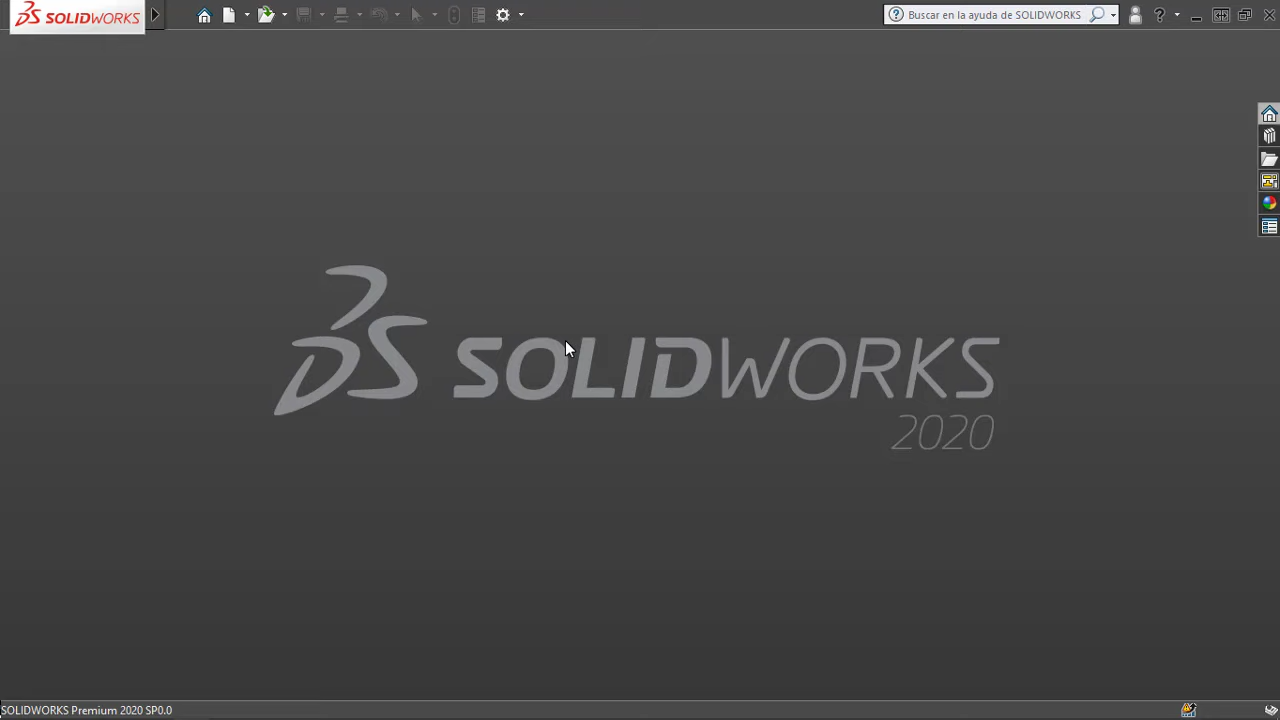 SOLIDWORKS
Buscar en la ayuda de SOLIDWORKS
SOLIDWORKS
2020
SOLIDWORKS Premium 2020 SP0.0